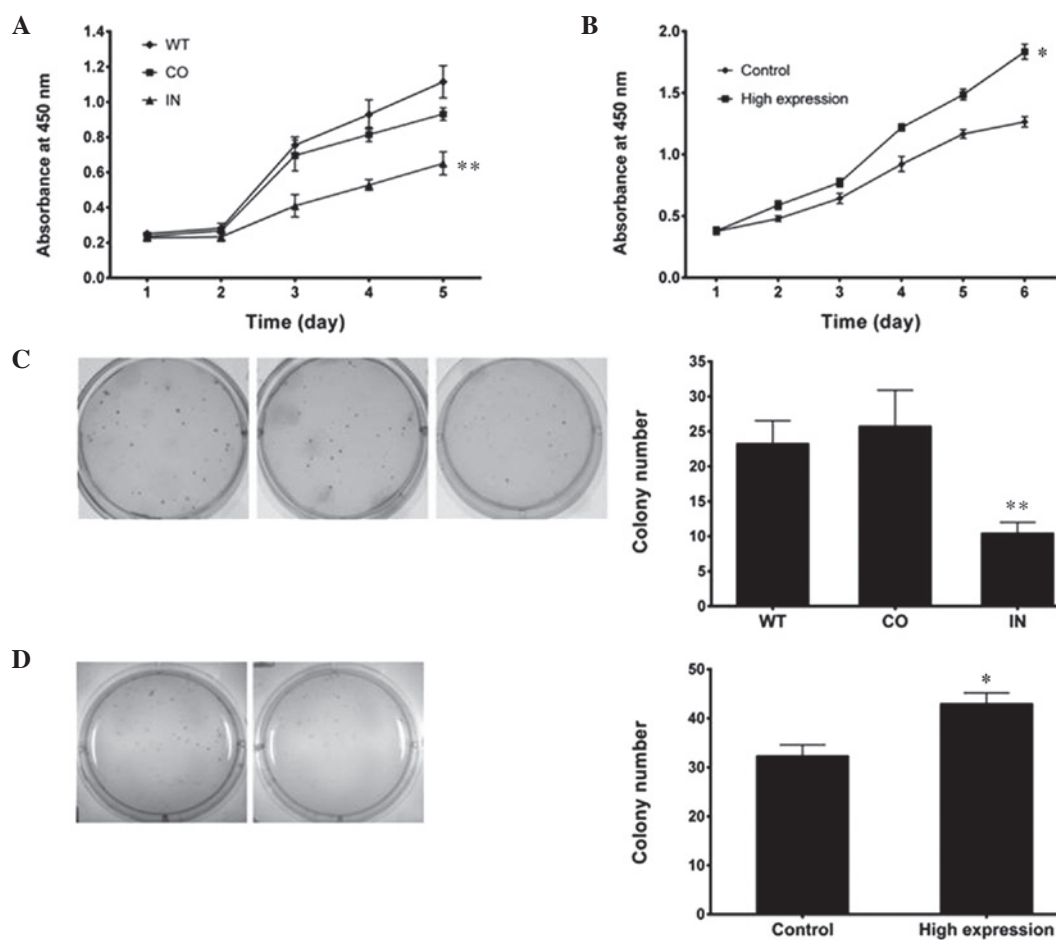 A
1.4
1.2
1.0
0.8
0.6
0.4
0.2
0.0
Absorbance at 450 nm
WT
CO
IN
**
1 2 3 4 5
Time (day)
B
2.0
1.5
1.0
0.5
0.0
Absorbance at 450 nm
Control
High expression
*
1 2 3 4 5 6
Time (day)
C
35
30
25
20
15
10
5
0
Colony number
**
WT CO IN
D
50
40
30
20
10
0
Colony number
*
Control High expression